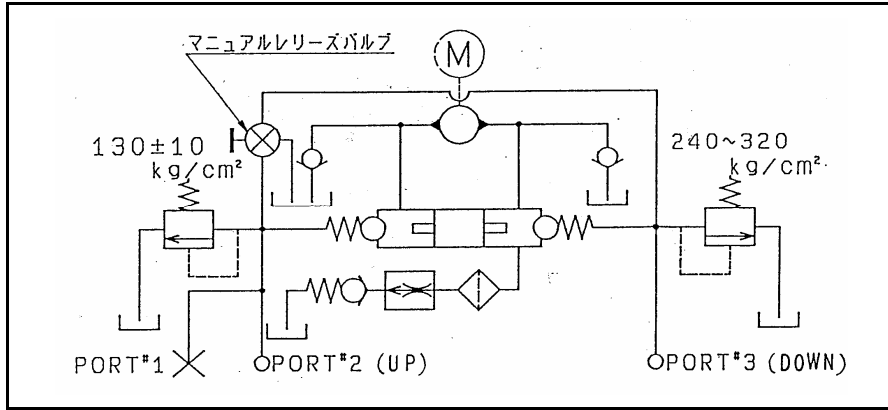 マニュアルレリーズバルブ
M
130±10
kg/cm²
240~320
kg/cm²
PORT#1
PORT#2 (UP)
PORT#3 (DOWN)